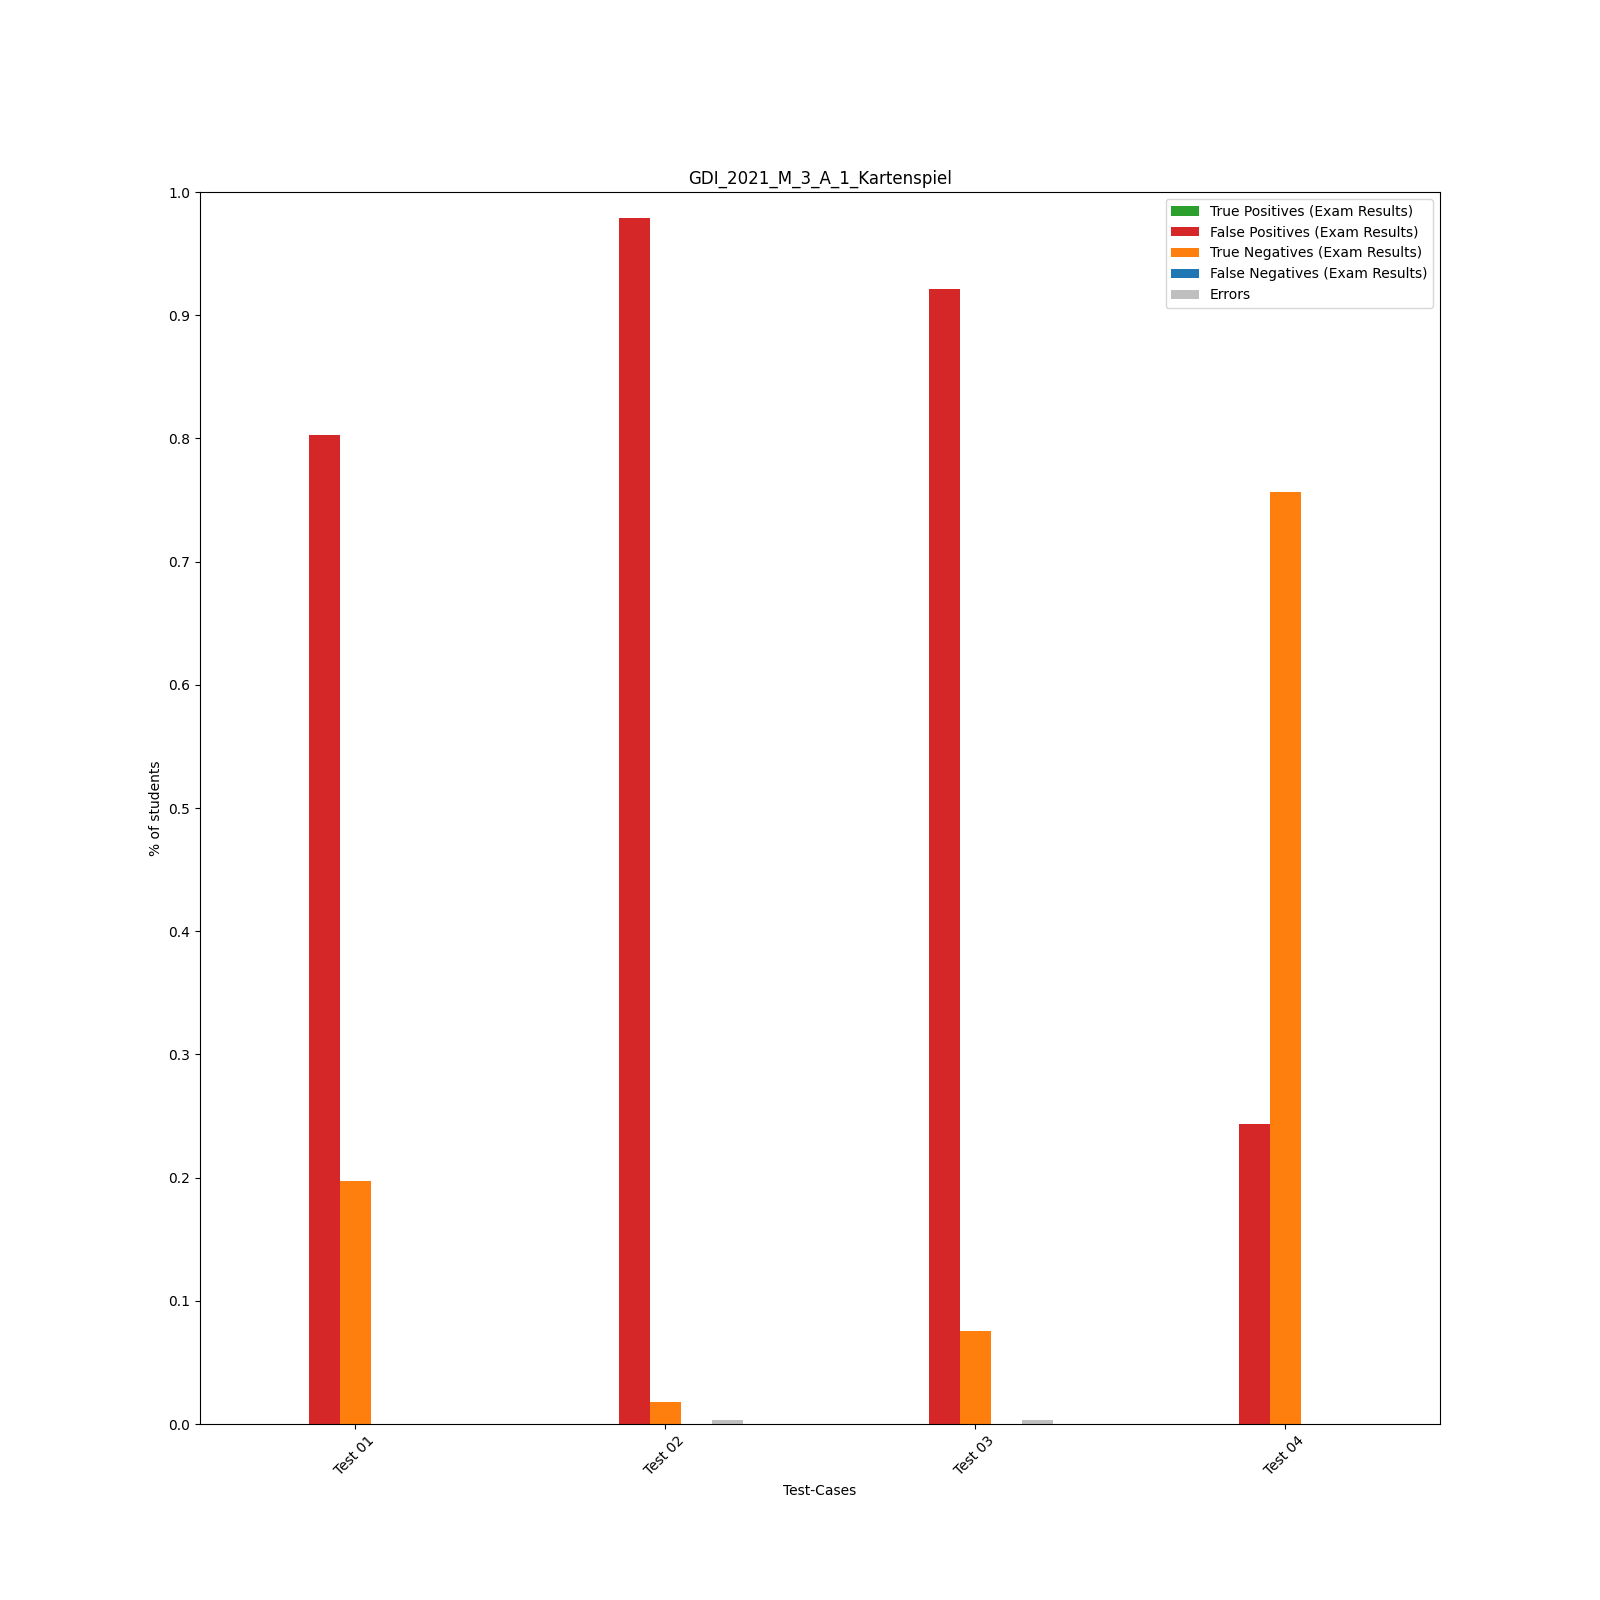 GDI_2021_M_3_A_1_Kartenspiel
True Positives (Exam Results)
False Positives (Exam Results)
True Negatives (Exam Results)
False Negatives (Exam Results)
Errors
1.0
0.9
0.8
0.7
0.6
0.5
0.4
0.3
0.2
0.1
0.0
% of students
Test 01
Test 02
Test 03
Test 04
Test-Cases